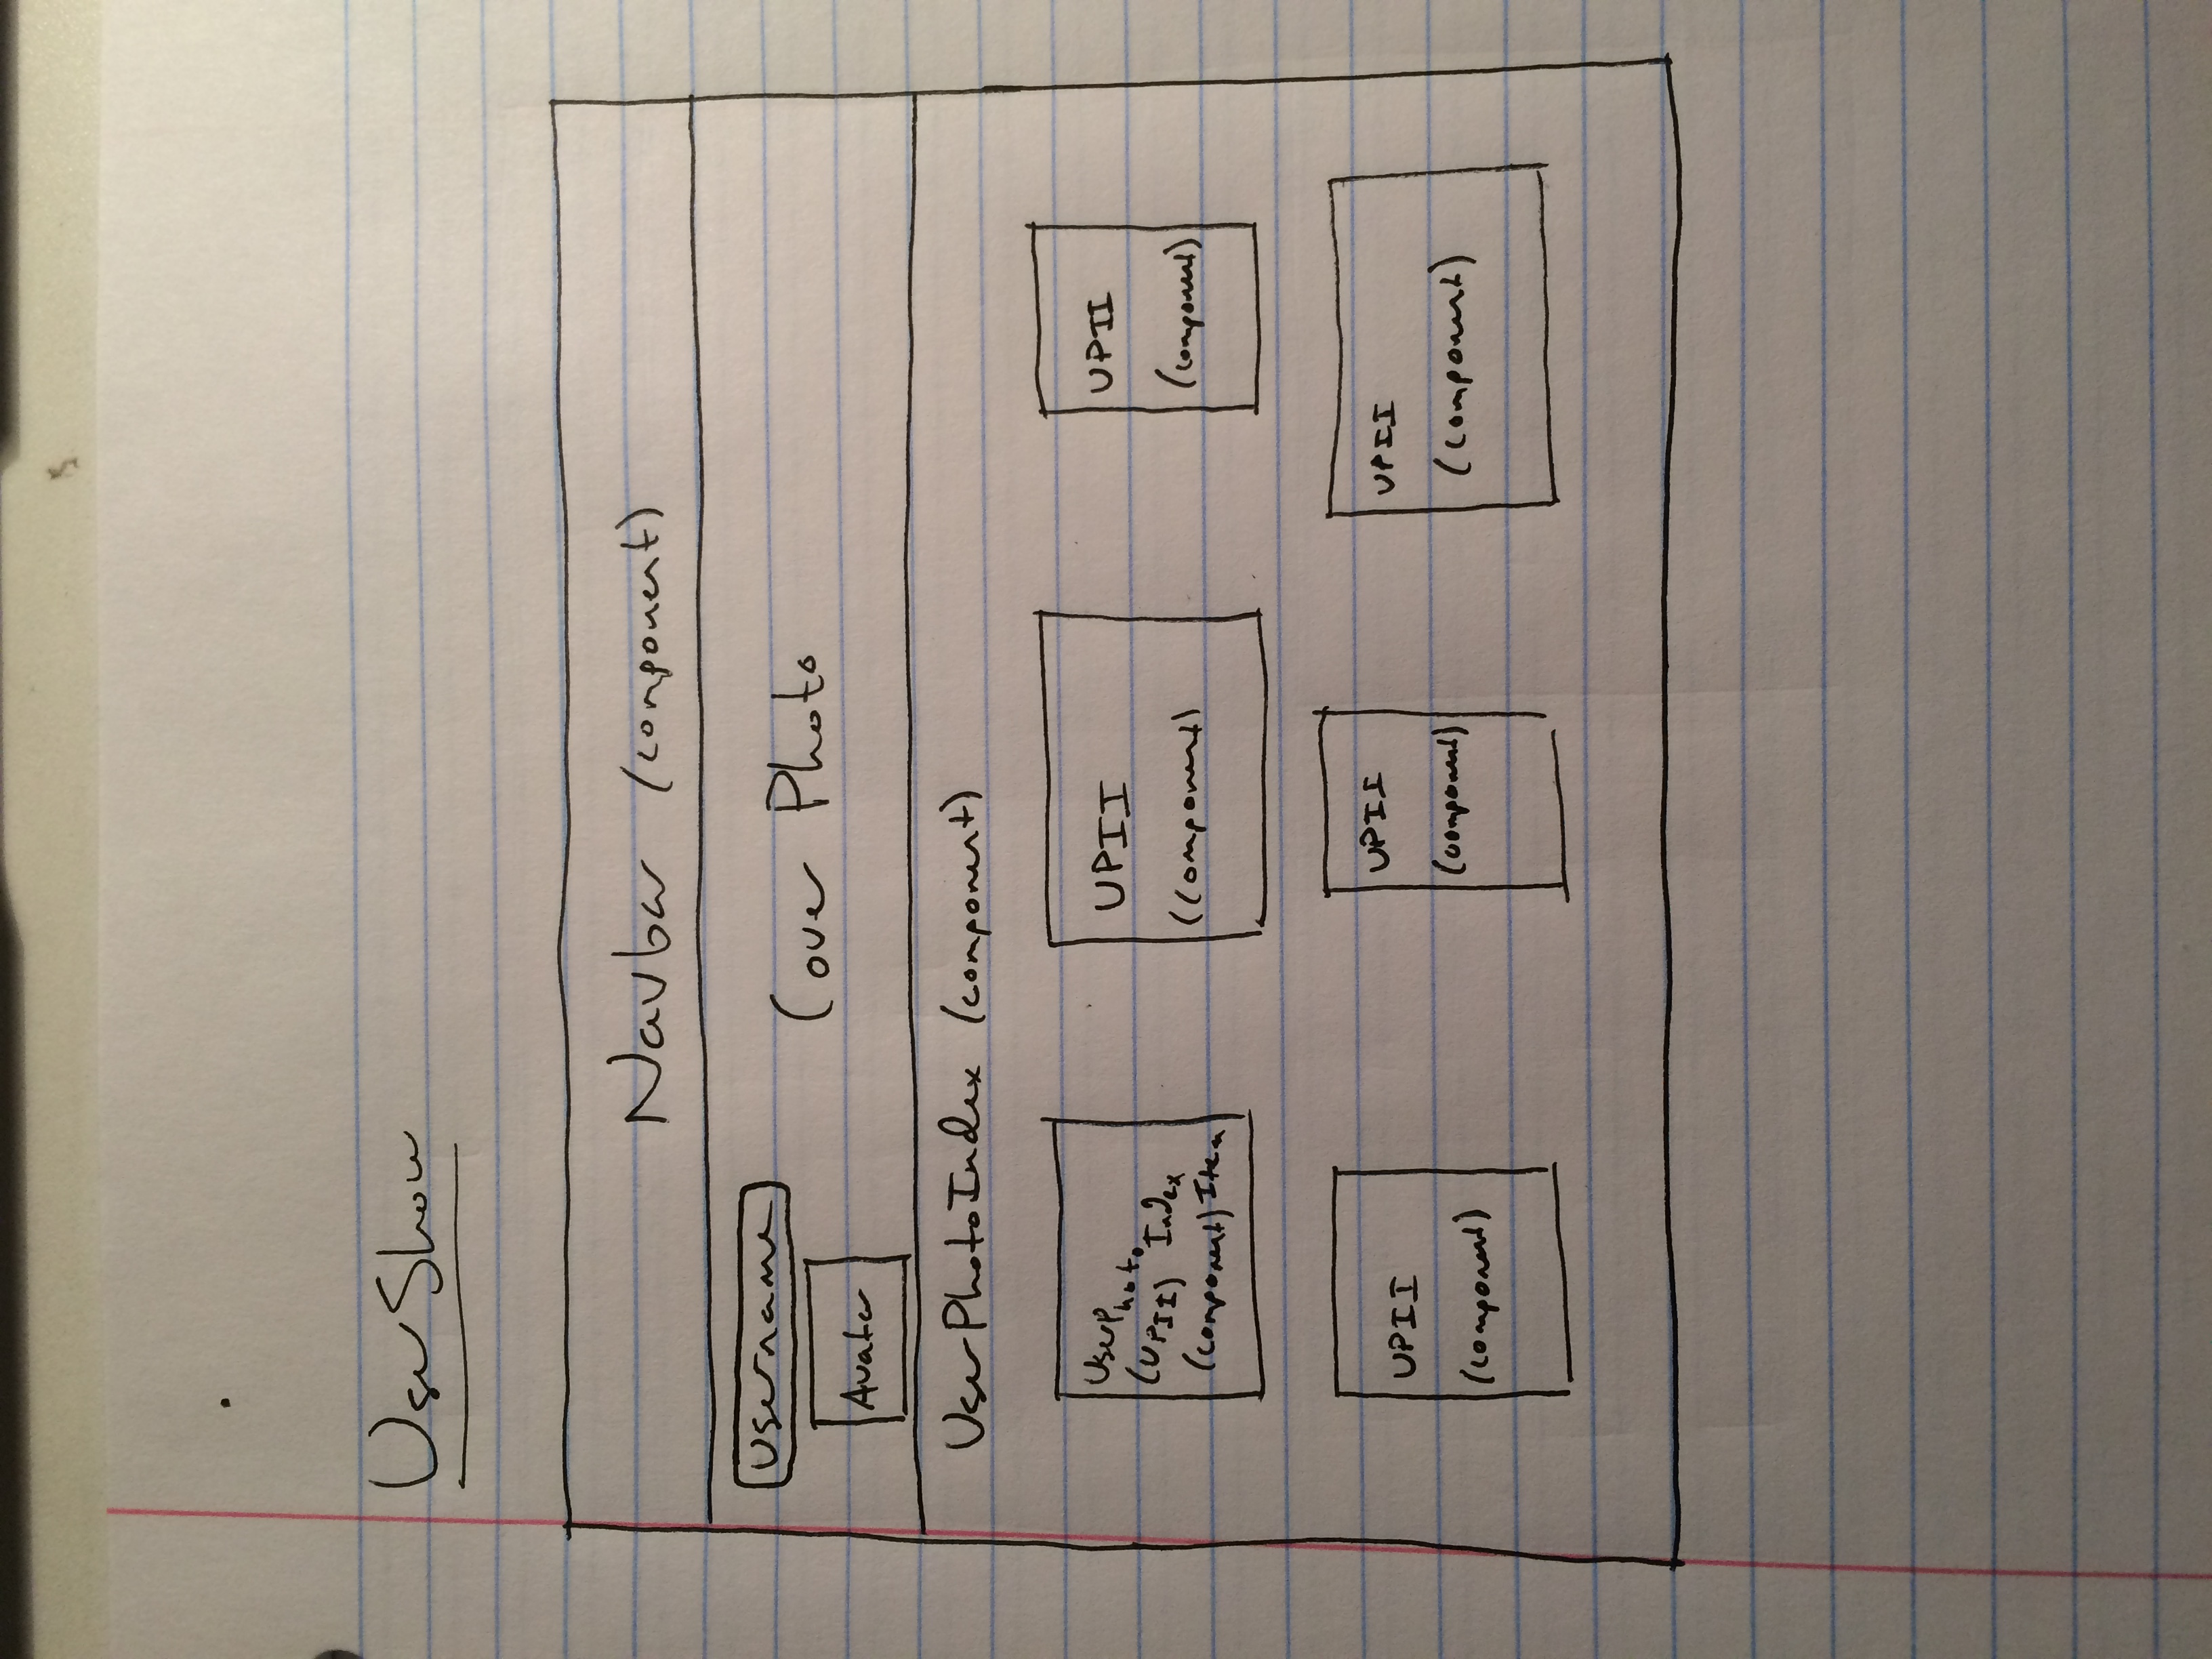 UserShow
Navbar (component)
Username
Cover Photo
Avatar
UserPhotoIndex (component)
UserPhoto
(UPII) Index
(component) Item
UPII
(component)
UPII
(component)
UPII
(component)
UPII
(component)
UPII
(component)